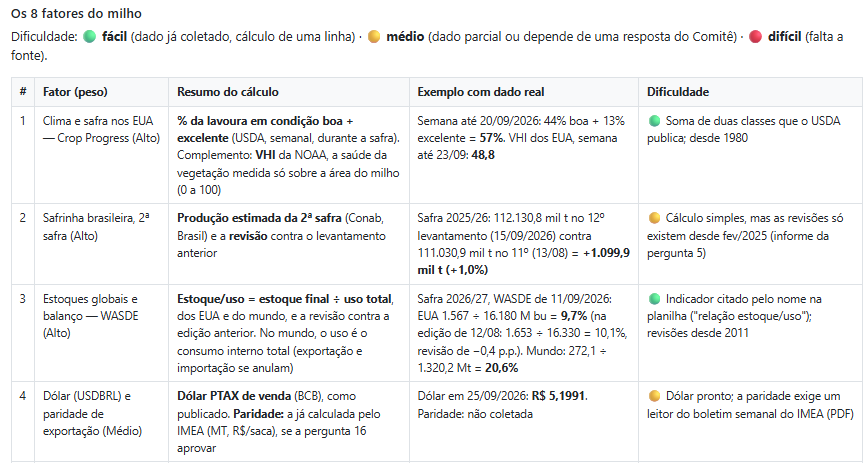 Os 8 fatores do milho
Dificuldade: 🟢 fácil (dado já coletado, cálculo de uma linha) · 🟡 médio (dado parcial ou depende de uma resposta do Comitê) · 🔴 difícil (falta a
fonte).
# Fator (peso) Resumo do cálculo Exemplo com dado real Dificuldade
1
Clima e safra nos EUA
— Crop Progress (Alto)
% da lavoura em condição boa +
excelente (USDA, semanal, durante a safra).
Complemento: VHI da NOAA, a saúde da
vegetação medida só sobre a área do milho
(0 a 100)
Semana até 20/09/2026: 44% boa + 13%
excelente = 57%. VHI dos EUA, semana
até 23/09: 48,8
🟢 Soma de duas classes que o USDA
publica; desde 1980
2
Safrinha brasileira, 2ª
safra (Alto)
Produção estimada da 2ª safra (Conab,
Brasil) e a revisão contra o levantamento
anterior
Safra 2025/26: 112.130,8 mil t no 12º
levantamento (15/09/2026) contra
111.030,9 mil t no 11º (13/08) = +1.099,9
mil t (+1,0%)
🟡 Cálculo simples, mas as revisões só
existem desde fev/2025 (informe da
pergunta 5)
3
Estoques globais e
balanço — WASDE
(Alto)
Estoque/uso = estoque final ÷ uso total,
dos EUA e do mundo, e a revisão contra a
edição anterior. No mundo, o uso é o
consumo interno total (exportação e
importação se anulam)
Safra 2026/27, WASDE de 11/09/2026:
EUA 1.567 ÷ 16.180 M bu = 9,7% (na
edição de 12/08: 1.653 ÷ 16.330 = 10,1%,
revisão de −0,4 p.p.). Mundo: 272,1 ÷
1.320,2 Mt = 20,6%
🟢 Indicador citado pelo nome na
planilha ("relação estoque/uso");
revisões desde 2011
4
Dólar (USDBRL) e
paridade de
exportação (Médio)
Dólar PTAX de venda (BCB), como
publicado. Paridade: a já calculada pelo
IMEA (MT, R$/saca), se a pergunta 16
aprovar
Dólar em 25/09/2026: R$ 5,1991.
Paridade: não coletada
🟡 Dólar pronto; a paridade exige um
leitor do boletim semanal do IMEA (PDF)